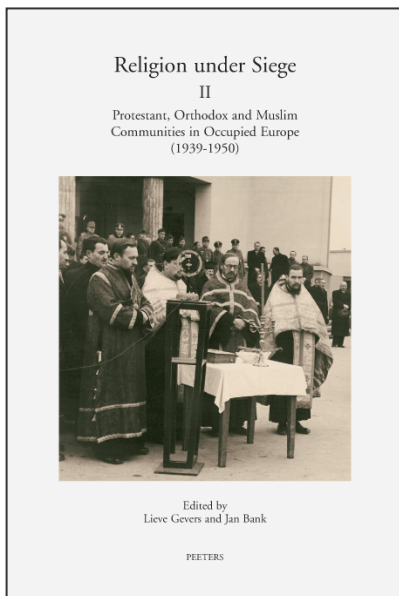 Religion under Siege
II
Protestant, Orthodox and Muslim
Communities in Occupied Europe
(1939-1950)
Edited by
Lieve Gevers and Jan Bank
PEETERS